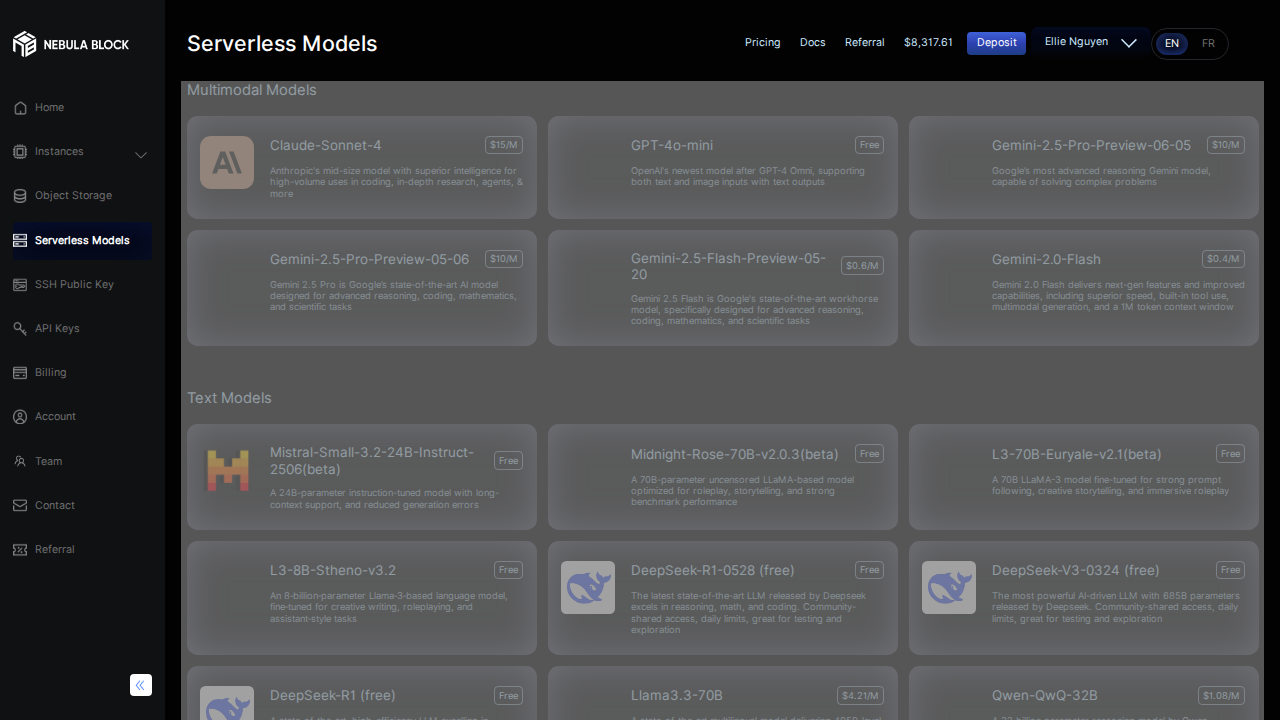 NEBULA BLOCK
Serverless Models
Pricing
Docs
Referral
$8,317.61
Deposit
Ellie Nguyen
EN
FR
Home
Instances
Object Storage
Serverless Models
SSH Public Key
API Keys
Billing
Account
Team
Contact
Referral
Multimodal Models
Claude-Sonnet-4
$15/M
Anthropic's mid-size model with superior intelligence for
high-volume uses in coding, in-depth research, agents, &
more
GPT-4o-mini
Free
OpenAI's newest model after GPT-4 Omni, supporting
both text and image inputs with text outputs
Gemini-2.5-Pro-Preview-06-05
$10/M
Google's most advanced reasoning Gemini model,
capable of solving complex problems
Gemini-2.5-Pro-Preview-05-06
$10/M
Gemini 2.5 Pro is Google's state-of-the-art AI model
designed for advanced reasoning, coding, mathematics,
and scientific tasks
Gemini-2.5-Flash-Preview-05-
20
$0.6/M
Gemini 2.5 Flash is Google's state-of-the-art workhorse
model, specifically designed for advanced reasoning,
coding, mathematics, and scientific tasks
Gemini-2.0-Flash
$0.4/M
Gemini 2.0 Flash delivers next-gen features and improved
capabilities, including superior speed, built-in tool use,
multimodal generation, and a 1M token context window
Text Models
Mistral-Small-3.2-24B-Instruct-
2506(beta)
Free
A 24B-parameter instruction-tuned model with long-
context support, and reduced generation errors
Midnight-Rose-70B-v2.0.3(beta)
Free
A 70B-parameter uncensored LLaMA-based model
optimized for roleplay, storytelling, and strong
benchmark performance
L3-70B-Euryale-v2.1(beta)
Free
A 70B LLaMA-3 model fine-tuned for strong prompt
following, creative storytelling, and immersive roleplay
L3-8B-Stheno-v3.2
Free
An 8-billion-parameter Llama-3-based language model,
fine-tuned for creative writing, roleplaying, and
assistant-style tasks
DeepSeek-R1-0528 (free)
Free
The latest state-of-the-art LLM released by Deepseek
excels in reasoning, math, and coding. Community-
shared access, daily limits, great for testing and
exploration
DeepSeek-V3-0324 (free)
Free
The most powerful AI-driven LLM with 685B parameters
released by Deepseek. Community-shared access, daily
limits, great for testing and exploration
DeepSeek-R1 (free)
Free
Llama3.3-70B
$4.21/M
Qwen-QwQ-32B
$1.08/M